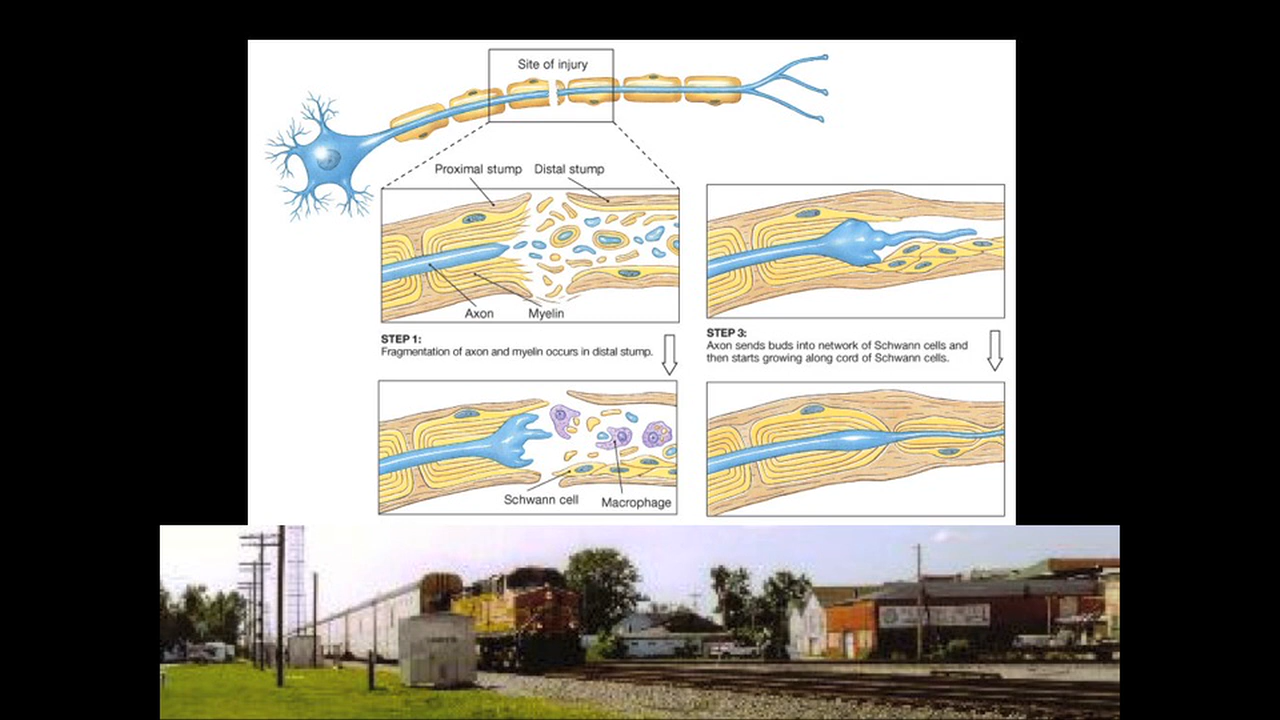 Site of injury
Proximal stump
Distal stump
Axon
Myelin
STEP 1:
Fragmentation of axon and myelin occurs in distal stump.
Schwann cell
Macrophage
STEP 3:
Axon sends buds into network of Schwann cells and
then starts growing along cord of Schwann cells.